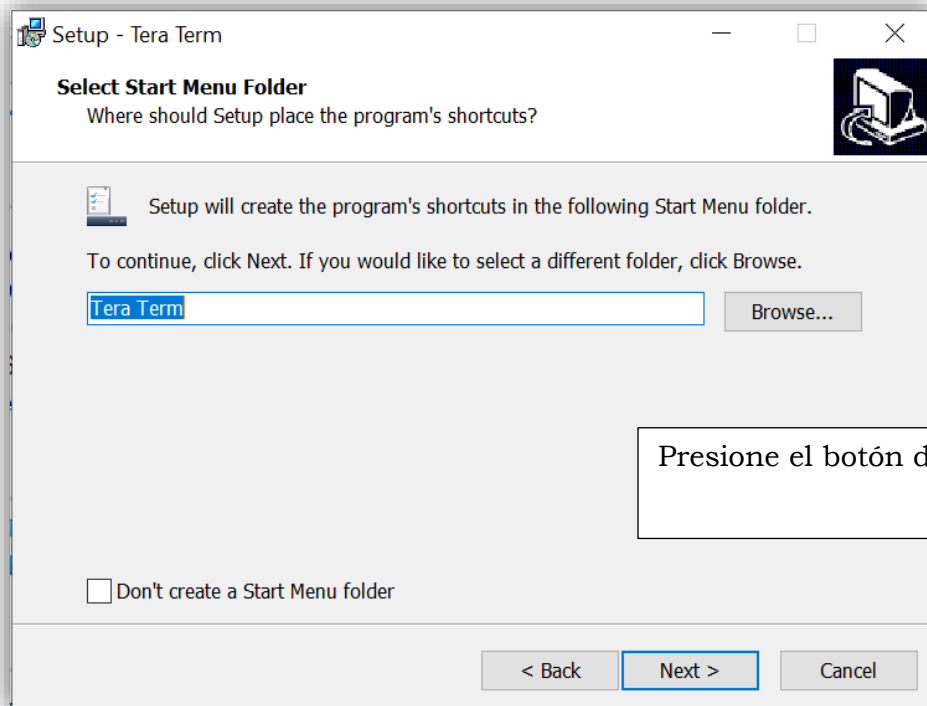 Setup - Tera Term
Select Start Menu Folder
Where should Setup place the program's shortcuts?
Setup will create the program's shortcuts in the following Start Menu folder.
To continue, click Next. If you would like to select a different folder, click Browse.
Tera Term
Browse...
Presione el botón
Don't create a Start Menu folder
< Back
Next >
Cancel